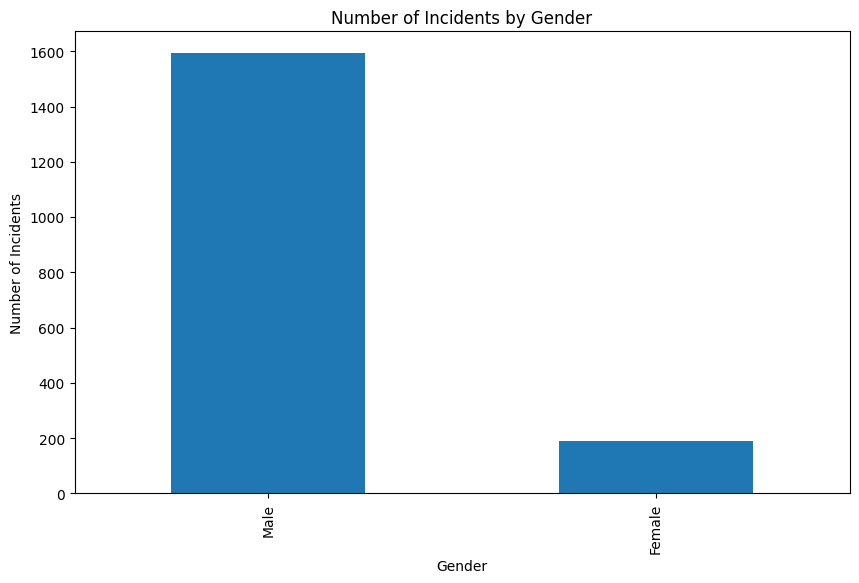 Number of Incidents by Gender
Number of Incidents
1600
1400
1200
1000
800
600
400
200
0
Male
Female
Gender